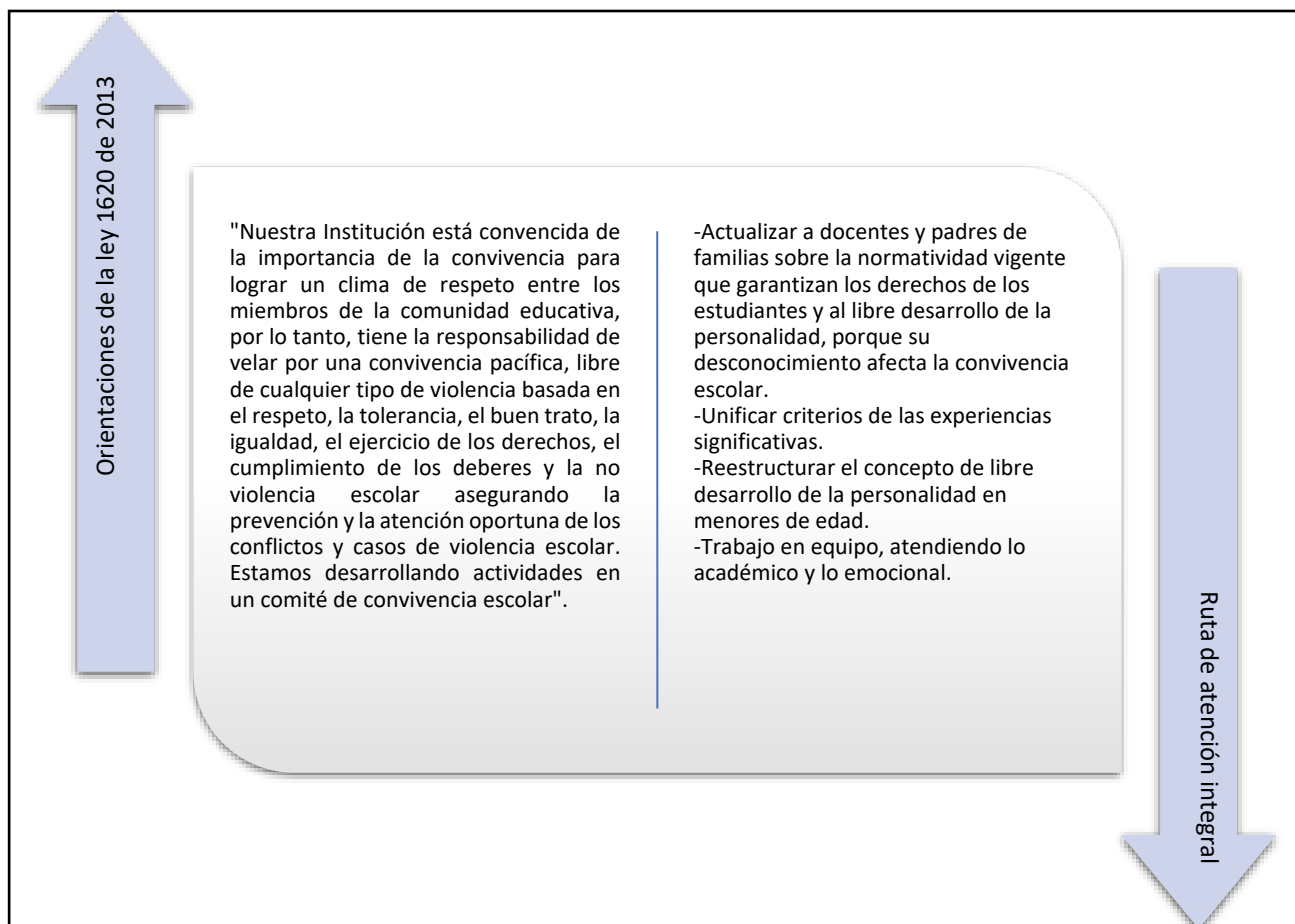 Orientaciones de la ley 1620 de 2013
"Nuestra Institución está convencida de
la importancia de la convivencia para
lograr un clima de respeto entre los
miembros de la comunidad educativa,
por lo tanto, tiene la responsabilidad de
velar por una convivencia pacífica, libre
de cualquier tipo de violencia basada en
el respeto, la tolerancia, el buen trato, la
igualdad, el ejercicio de los derechos, el
cumplimiento de los deberes y la no
violencia escolar asegurando la
prevención y la atención oportuna de los
conflictos y casos de violencia escolar.
Estamos desarrollando actividades en
un comité de convivencia escolar".
-Actualizar a docentes y padres de
familias sobre la normatividad vigente
que garantizan los derechos de los
estudiantes y al libre desarrollo de la
personalidad, porque su
desconocimiento afecta la convivencia
escolar.
-Unificar criterios de las experiencias
significativas.
-Reestructurar el concepto de libre
desarrollo de la personalidad en
menores de edad.
-Trabajo en equipo, atendiendo lo
académico y lo emocional.
Ruta de atención integral